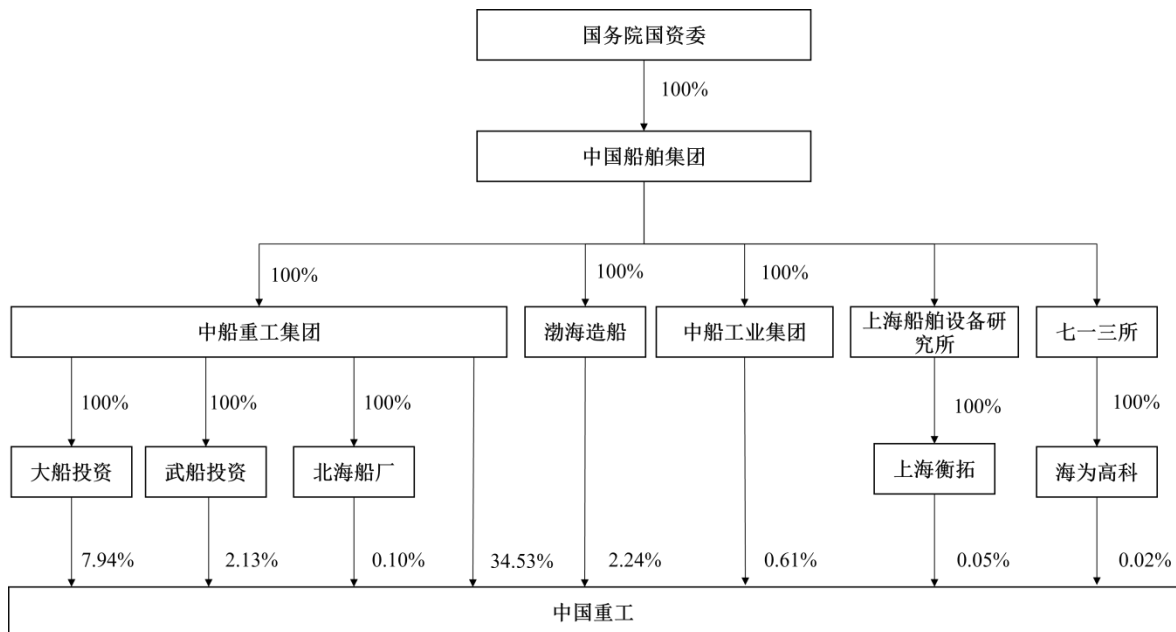 国务院国资委
100%
中国船舶集团
100%
100%
100%
中船重工集团
渤海造船
中船工业集团
上海船舶设备研
究所
七一三所
100%
100%
100%
100%
100%
大船投资
武船投资
北海船厂
上海衡拓
海为高科
7.94%
2.13%
0.10%
34.53%
2.24%
0.61%
0.05%
0.02%
中国重工